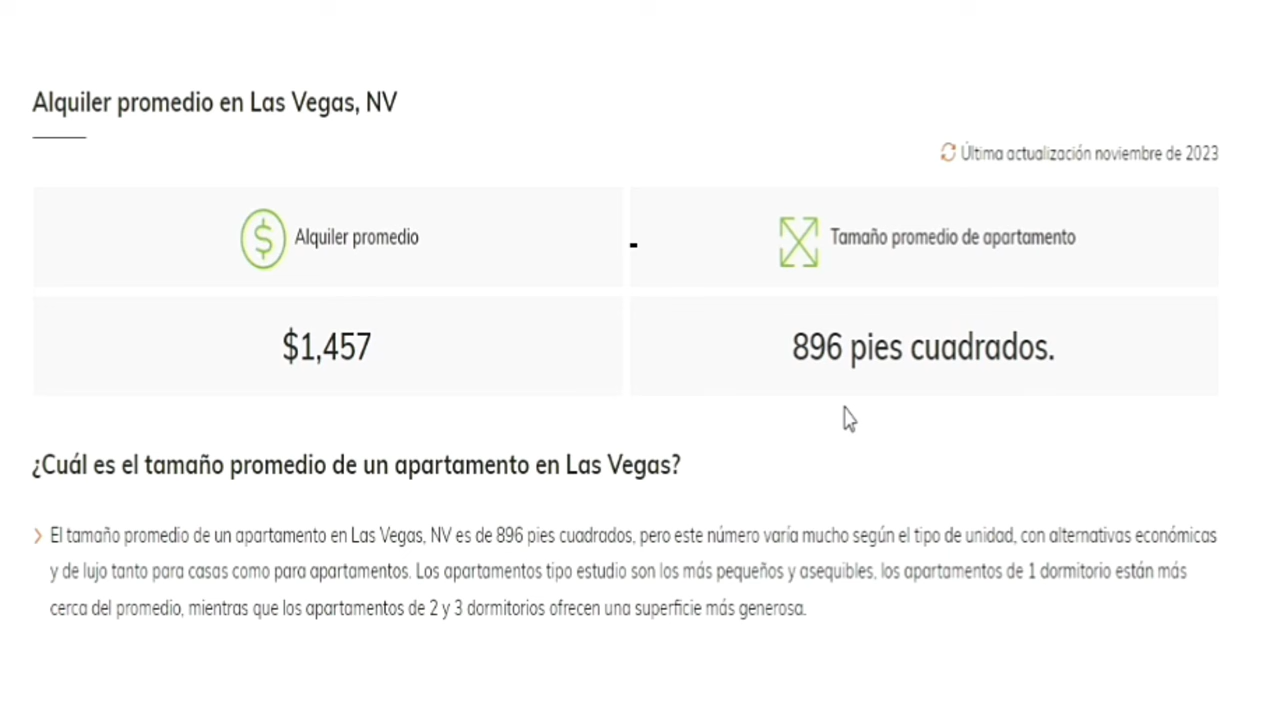 Alquiler promedio en Las Vegas, NV
Última actualización noviembre de 2023
Alquiler promedio
Tamaño promedio de apartamento
$1,457
896 pies cuadrados.
¿Cuál es el tamaño promedio de un apartamento en Las Vegas?
El tamaño promedio de un apartamento en Las Vegas, NV es de 896 pies cuadrados, pero este número varía mucho según el tipo de unidad, con alternativas económicas
y de lujo tanto para casas como para apartamentos. Los apartamentos tipo estudio son los más pequeños y asequibles, los apartamentos de 1 dormitorio están más
cerca del promedio, mientras que los apartamentos de 2 y 3 dormitorios ofrecen una superficie más generosa.